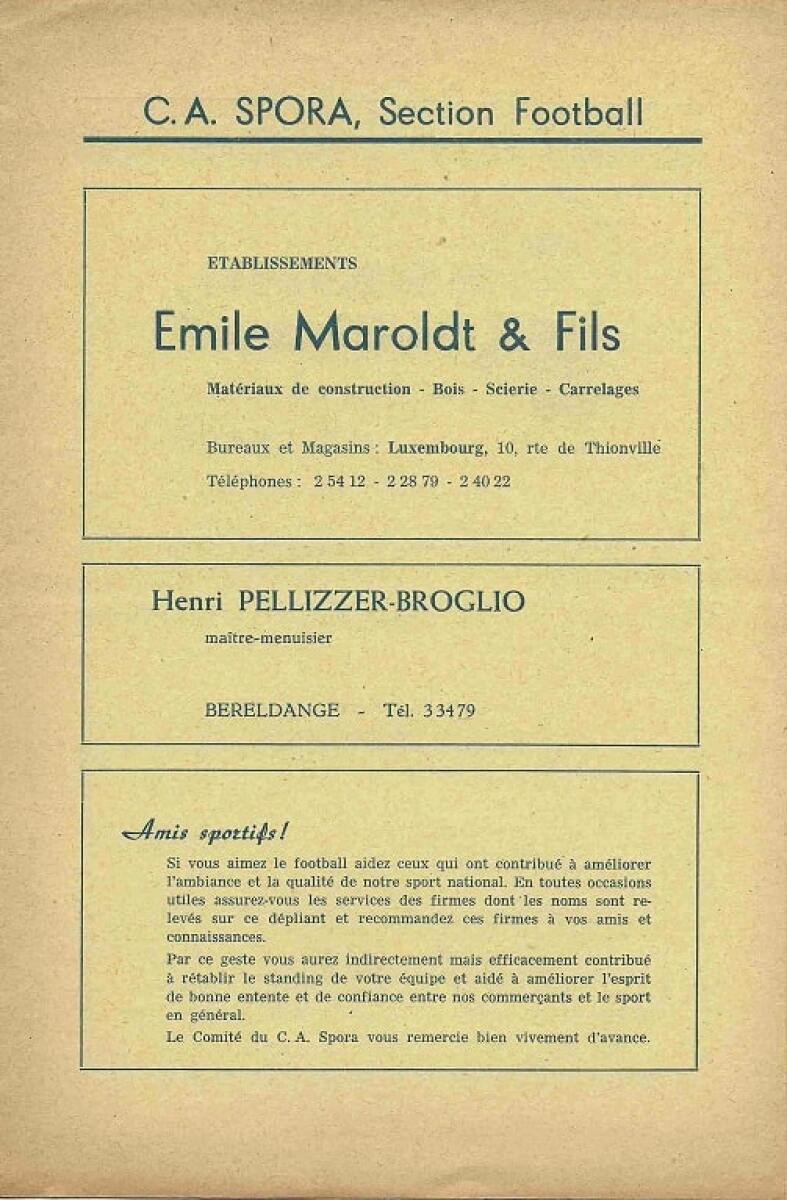 C. A. SPORA, Section Football
ETABLISSEMENTS
Emile Maroldt & Fils
Matériaux de construction - Bois - Scierie - Carrelages
Bureaux et Magasins : Luxembourg, 10, rte de Thionville
Téléphones : 2 54 12 - 2 28 79 - 2 40 22
Henri PELLIZZER-BROGLIO
maître-menuisier
BERELDANGE - Tél. 3 34 79
Amis sportifs!
Si vous aimez le football aidez ceux qui ont contribué à améliorer
l'ambiance et la qualité de notre sport national. En toutes occasions
utiles assurez-vous les services des firmes dont les noms sont re-
levés sur ce dépliant et recommandez ces firmes à vos amis et
connaissances.
Par ce geste vous aurez indirectement mais efficacement contribué
à rétablir le standing de votre équipe et aidé à améliorer l'esprit
de bonne entente et de confiance entre nos commerçants et le sport
en général.
Le Comité du C. A. Spora vous remercie bien vivement d'avance.